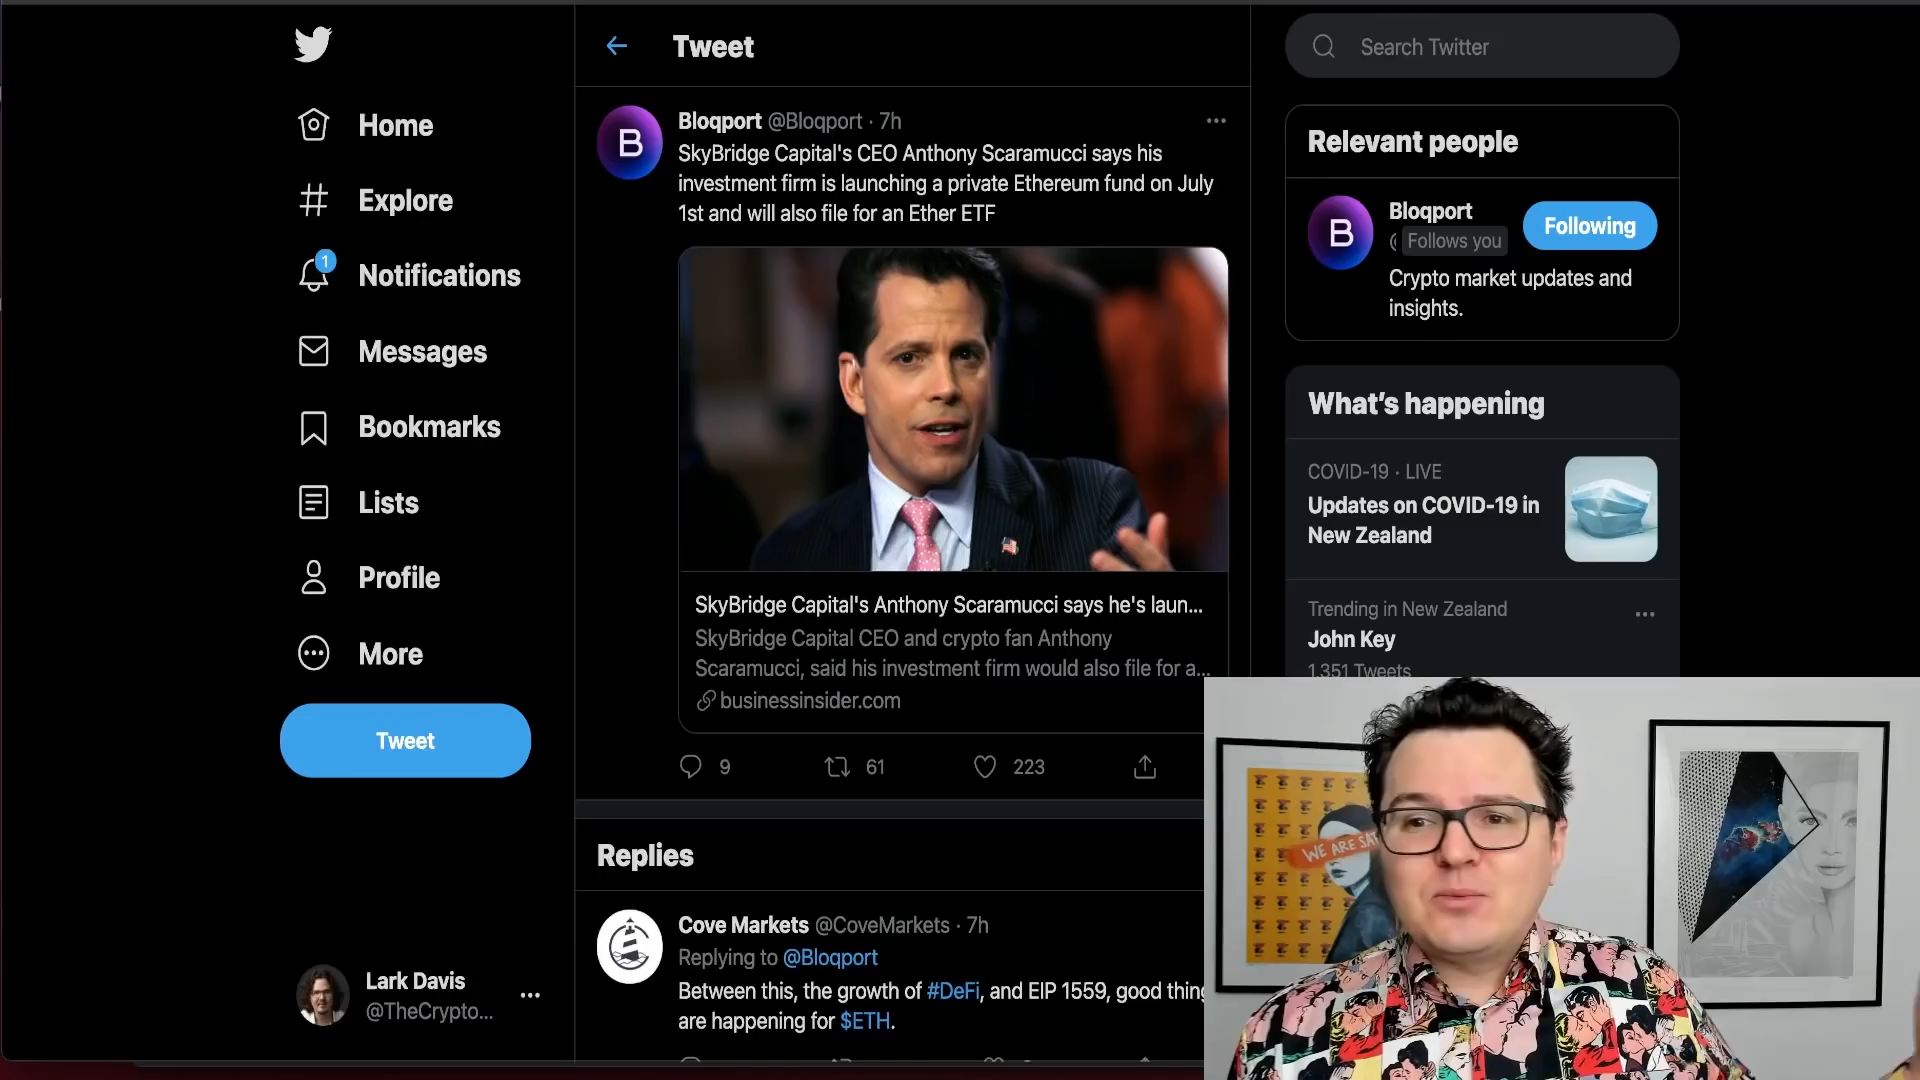 Home
Explore
1
Notifications
Messages
Bookmarks
Lists
Profile
More
Tweet
Lark Davis
@TheCrypto...
Tweet
B
Bloqport @Bloqport · 7h
SkyBridge Capital's CEO Anthony Scaramucci says his
investment firm is launching a private Ethereum fund on July
1st and will also file for an Ether ETF
SkyBridge Capital's Anthony Scaramucci says he's laun...
SkyBridge Capital CEO and crypto fan Anthony
Scaramucci, said his investment firm would also file for a...
businessinsider.com
9 61 223
Replies
Cove Markets @CoveMarkets · 7h
Replying to @Bloqport
Between this, the growth of #DeFi, and EIP 1559, good thing
are happening for $ETH.
Search Twitter
Relevant people
B
Bloqport
Follows you
Following
Crypto market updates and
insights.
What's happening
COVID-19 · LIVE
Updates on COVID-19 in
New Zealand
Trending in New Zealand
John Key
1,351 Tweets
WE ARE